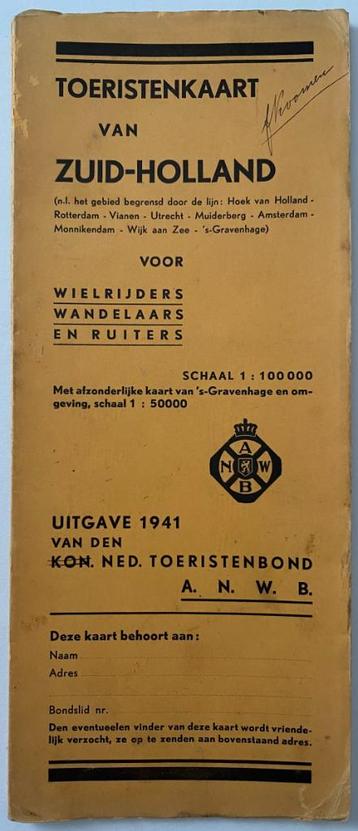 TOERISTENKAART
VAN
ZUID-HOLLAND
(n.l. het gebied begrensd door de lijn: Hoek van Holland -
Rotterdam - Vianen - Utrecht - Muiderberg - Amsterdam -
Monnikendam - Wijk aan Zee - 's-Gravenhage)
VOOR
WIELRIJDERS
WANDELAARS
EN RUITERS
SCHAAL 1 : 100 000
Met afzonderlijke kaart van 's-Gravenhage en om-
geving, schaal 1 : 50000
A
N W
B
UITGAVE 1941
VAN DEN
KON. NED. TOERISTENBOND
A. N. W. B.
Deze kaart behoort aan:
Naam
Adres
Bondslid nr.
Den eventueelen vinder van deze kaart wordt vriende-
lijk verzocht, ze op te zenden aan bovenstaand adres.